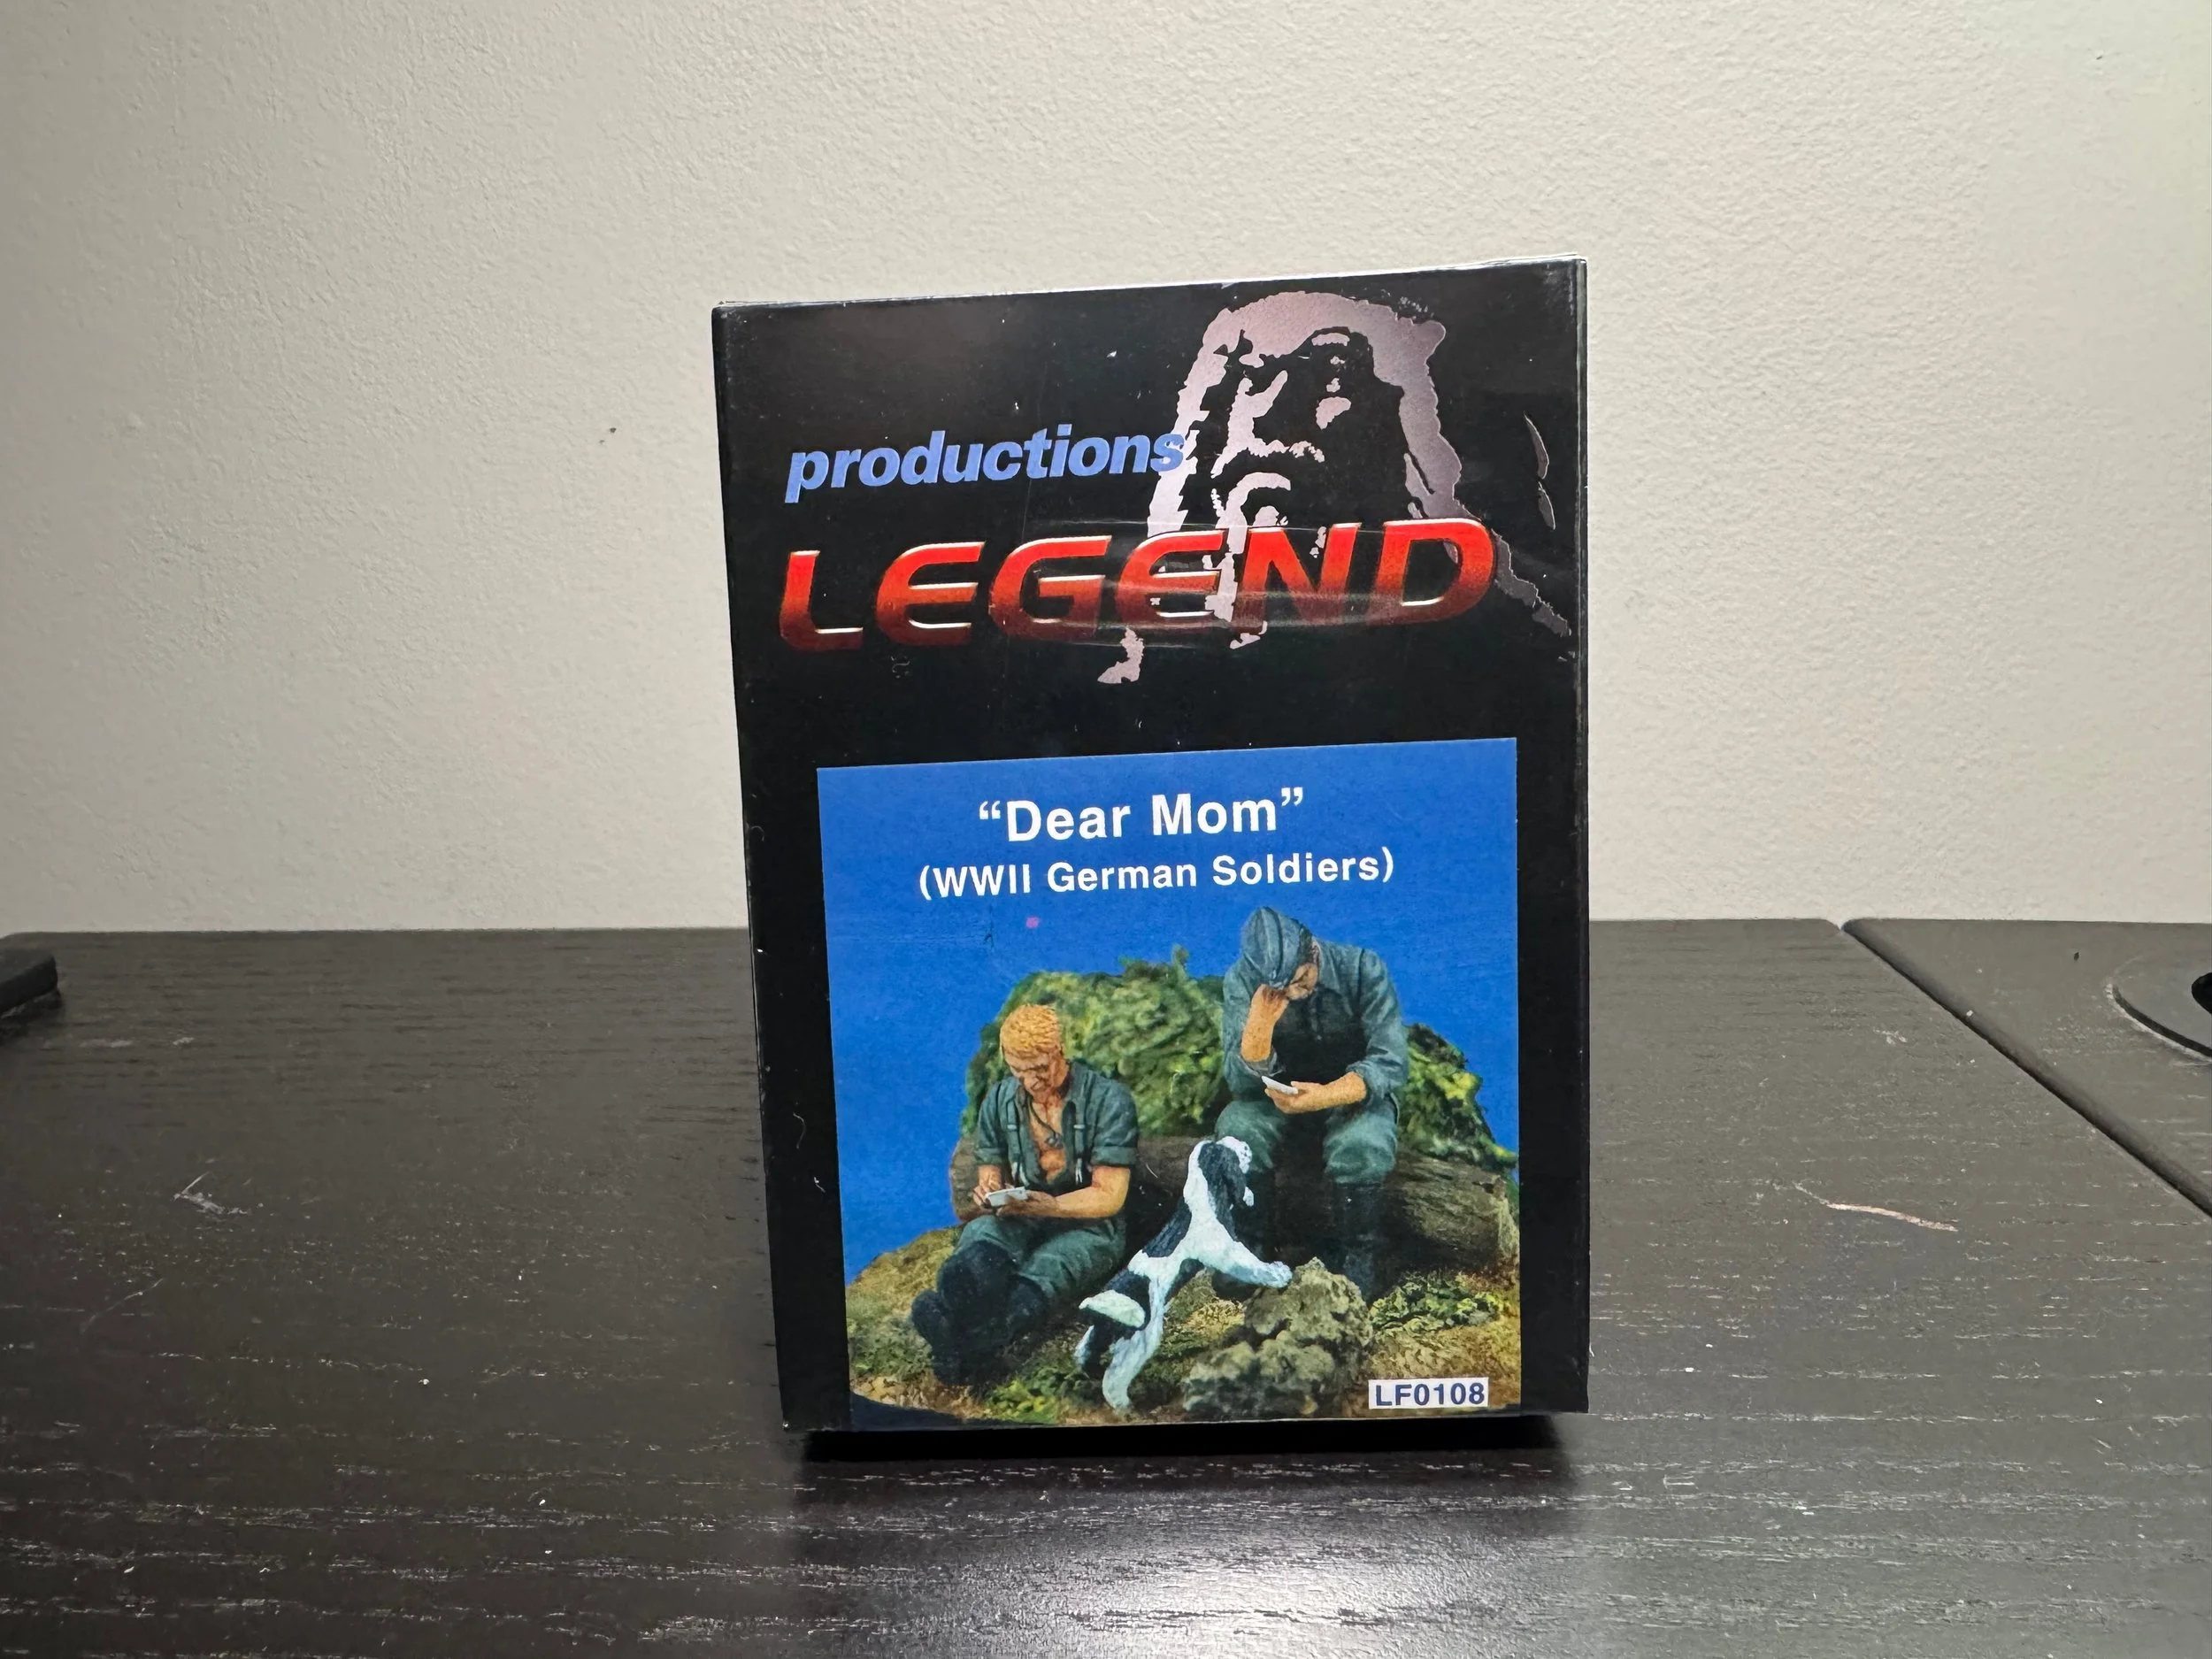 productions
LEGEND
“Dear Mom”
(WWII German Soldiers)
LF0108